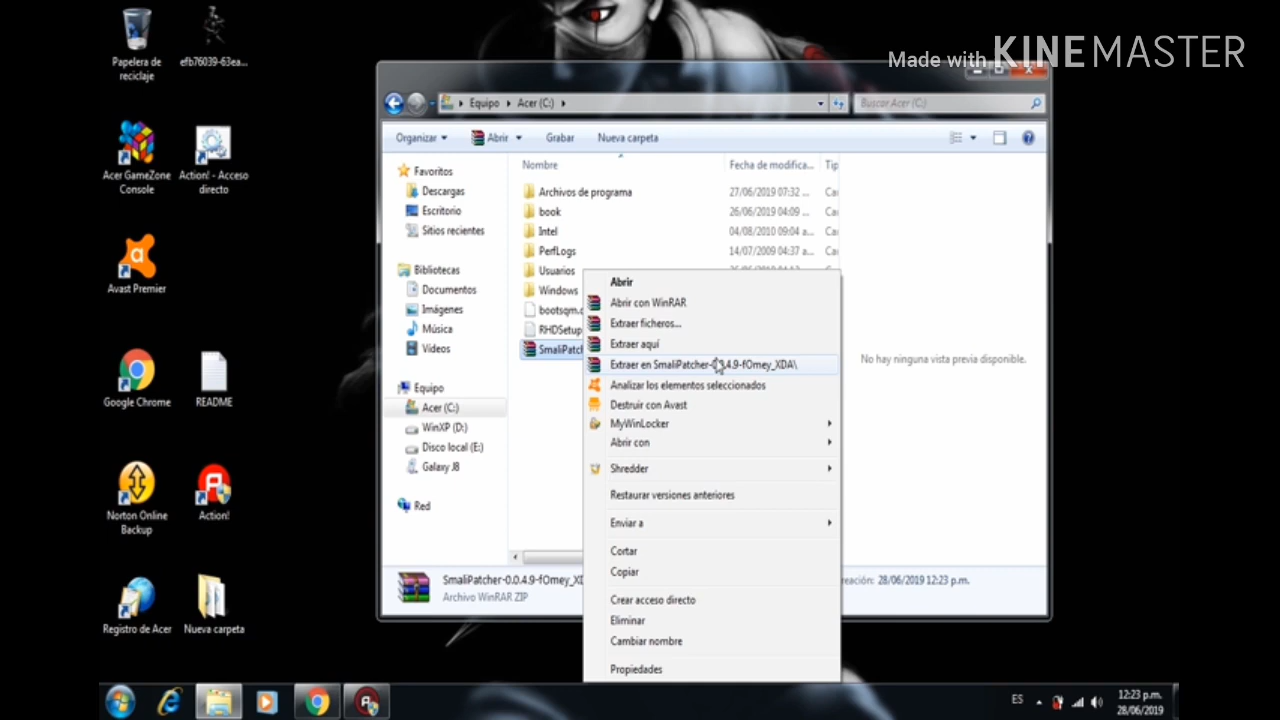 Made with KINEMASTER
Papelera de
reciclaje
efb76039-63ea...
Acer GameZone
Console
Action! - Acceso
directo
Avast Premier
Google Chrome
README
Norton Online
Backup
Action!
Registro de Acer
Nueva carpeta
Equipo
Acer (C:)
Buscar Acer (C:)
Organizar
Abrir
Grabar
Nueva carpeta
Favoritos
Descargas
Escritorio
Sitios recientes
Bibliotecas
Documentos
Imágenes
Música
Vídeos
Equipo
Acer (C:)
WinXP (D:)
Disco local (E:)
Galaxy J8
Red
Nombre
Fecha de modifica...
Tip
Archivos de programa
27/06/2019 07:32 ...
Ca
book
26/06/2019 04:09 ...
Ca
Intel
04/08/2010 09:04 a...
Ca
PerfLogs
14/07/2009 04:37 a...
Ca
Usuarios
Windows
bootsqm.
RHDSetup
SmaliPatch
Abrir
Abrir con WinRAR
Extraer ficheros...
Extraer aquí
Extraer en SmaliPatcher-0.0.4.9-fOmey_XDA\
Analizar los elementos seleccionados
Destruir con Avast
MyWinLocker
Abrir con
Shredder
Restaurar versiones anteriores
Enviar a
Cortar
Copiar
Crear acceso directo
Eliminar
Cambiar nombre
Propiedades
No hay ninguna vista previa disponible.
SmaliPatcher-0.0.4.9-fOmey_XD
Archivo WinRAR ZIP
reación: 28/06/2019 12:23 p.m.
ES
12:23 p.m.
28/06/2019